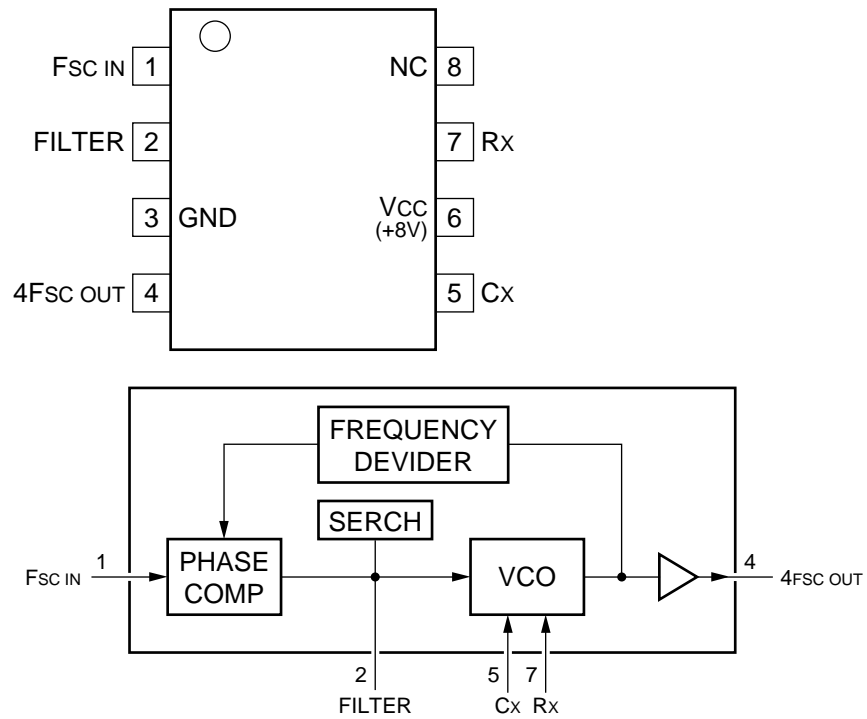 FSC IN 1 NC 8
FILTER 2 7 RX
3 GND VCC (+8V) 6
4FSC OUT 4 5 CX
FREQUENCY
DEVIDER
SERCH
FSC IN 1 PHASE COMP VCO 4 4FSC OUT
2 5 7
FILTER CX RX